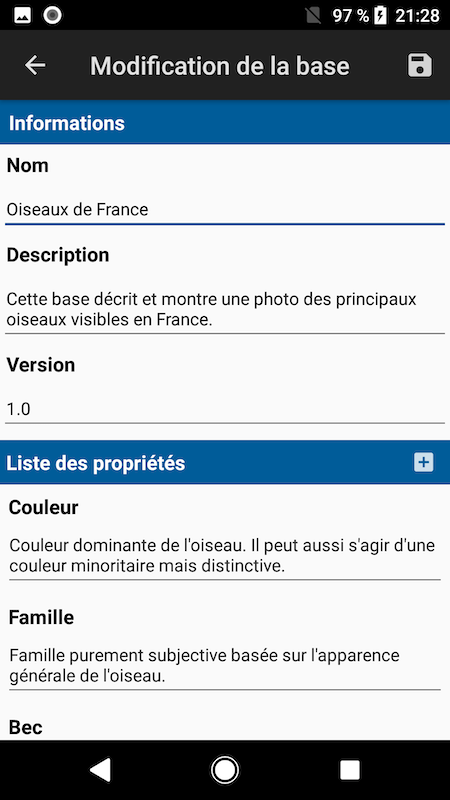 97 % 21:28
Modification de la base
Informations
Nom
Oiseaux de France
Description
Cette base décrit et montre une photo des principaux
oiseaux visibles en France.
Version
1.0
Liste des propriétés
Couleur
Couleur dominante de l'oiseau. Il peut aussi s'agir d'une
couleur minoritaire mais distinctive.
Famille
Famille purement subjective basée sur l'apparence
générale de l'oiseau.
Bec